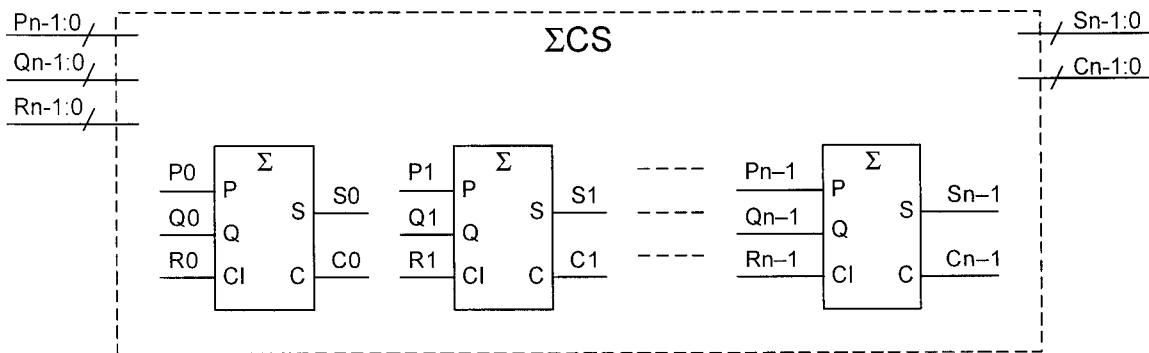 Pn-1:0
ΣCS
Sn-1:0
Qn-1:0
Cn-1:0
Rn-1:0
P0
P
Σ
S
S0
Q0
Q
R0
CI
C
C0
P1
P
Σ
S
S1
Q1
Q
R1
CI
C
C1
Pn–1
P
Σ
S
Sn–1
Qn–1
Q
Rn–1
CI
C
Cn–1